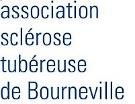 association
sclérose
tubéreuse
de Bourneville